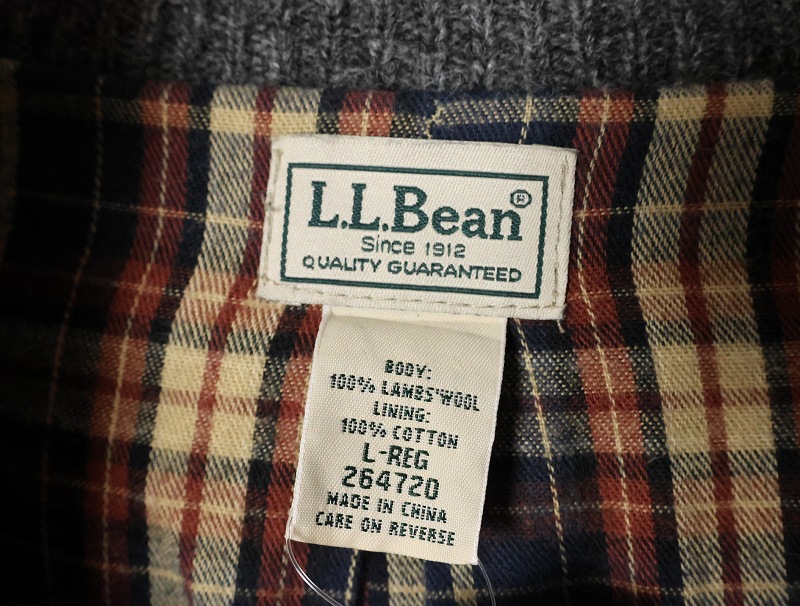 L.L.Bean®
Since 1912
QUALITY GUARANTEED
BODY:
100% LAMBS'WOOL
LINING:
100% COTTON
L-REG
264720
MADE IN CHINA
CARE ON REVERSE